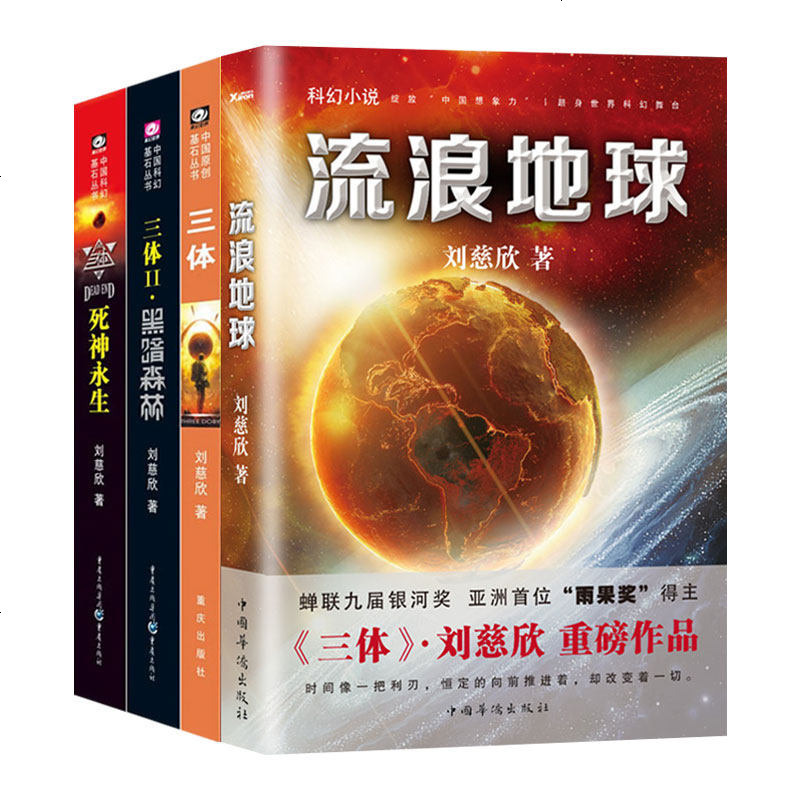 科幻小说 绽放“中国想象力”|跻身世界科幻舞台
流浪地球
刘慈欣 著
蝉联九届银河奖 亚洲首位“雨果奖”得主
《三体》·刘慈欣 重磅作品
时间像一把利刃，恒定的向前推进着，却改变着一切。
中国华侨出版社
流浪地球
刘慈欣 著
中国华侨出版社
中国原创
基石丛书
三体
THREE BODY
刘慈欣 著
重庆出版社
中国科幻
基石丛书
三体II·黑暗森林
刘慈欣 著
中国科幻
基石丛书
三体
DEAD END
死神永生
刘慈欣 著